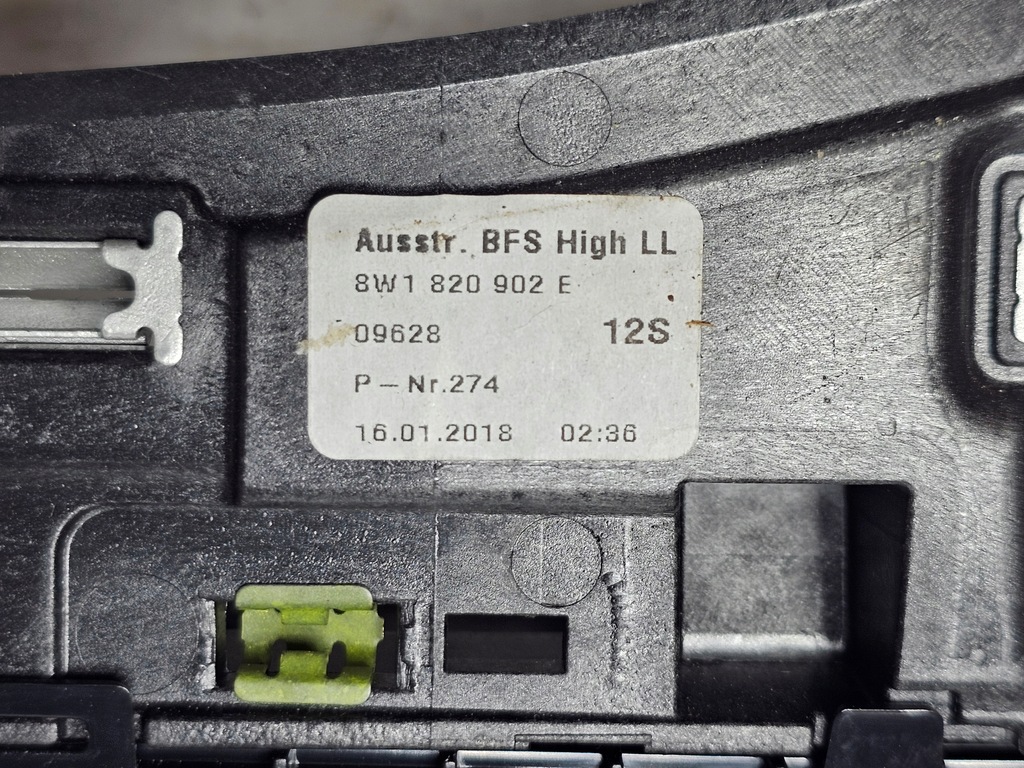 Ausstr. BFS High LL
8W1 820 902 E
09628 12S
P - Nr.274
16.01.2018 02:36